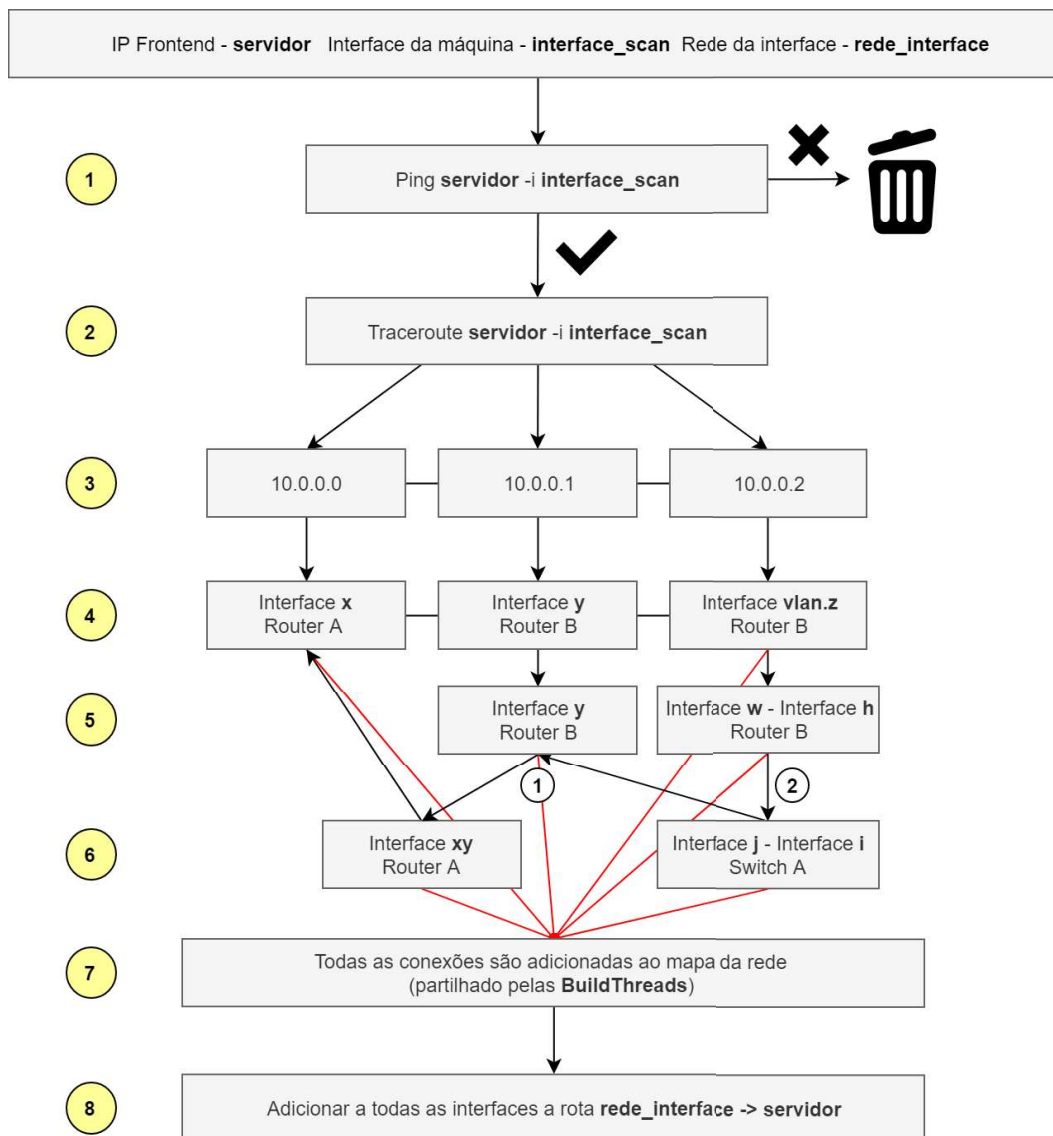 IP Frontend - servidor Interface da máquina - interface_scan Rede da interface - rede_interface
1
Ping servidor -i interface_scan
2
Traceroute servidor -i interface_scan
3
10.0.0.0
10.0.0.1
10.0.0.2
4
Interface x
Router A
Interface y
Router B
Interface vlan.z
Router B
5
Interface y
Router B
Interface w - Interface h
Router B
1
2
6
Interface xy
Router A
Interface j - Interface i
Switch A
7
Todas as conexões são adicionadas ao mapa da rede
(partilhado pelas BuildThreads)
8
Adicionar a todas as interfaces a rota rede_interface -> servidor